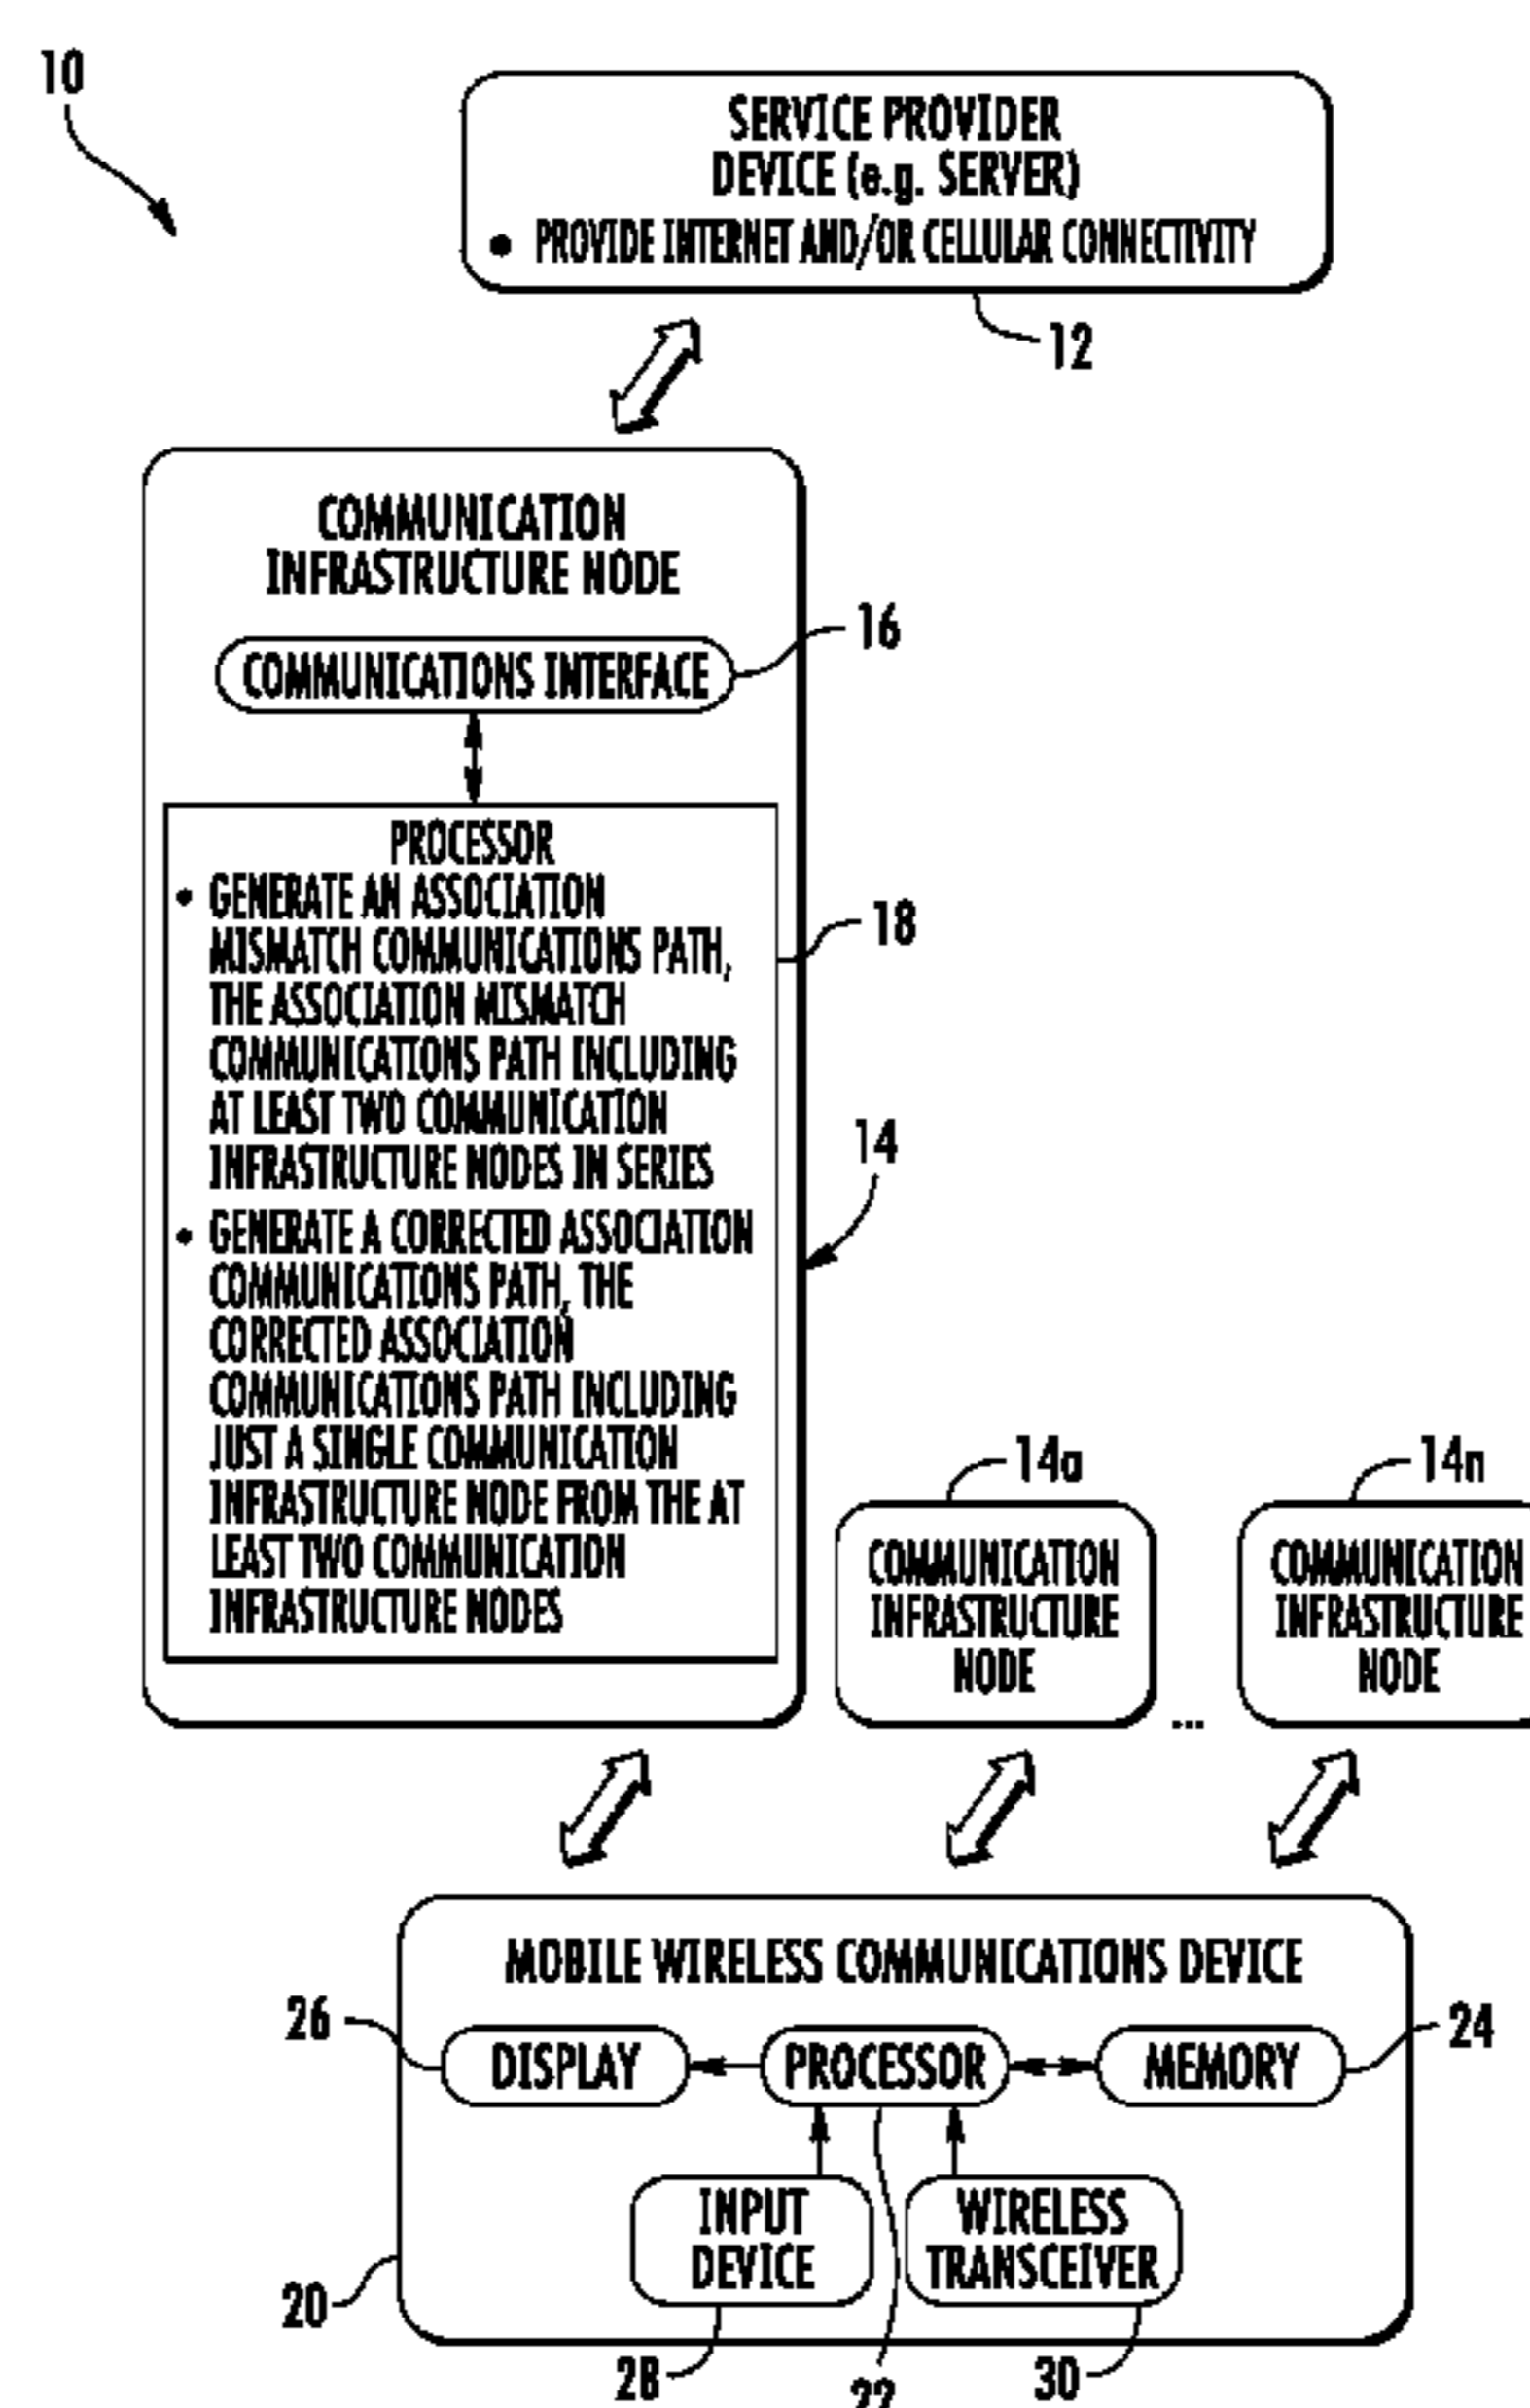 10
SERVICE PROVIDER
DEVICE (e.g. SERVER)
• PROVIDE INTERNET AND/OR CELLULAR CONNECTIVITY
12
COMMUNICATION
INFRASTRUCTURE NODE
16
COMMUNICATIONS INTERFACE
PROCESSOR
• GENERATE AN ASSOCIATION
MISMATCH COMMUNICATIONS PATH,
THE ASSOCIATION MISMATCH
COMMUNICATIONS PATH INCLUDING
AT LEAST TWO COMMUNICATION
INFRASTRUCTURE NODES IN SERIES
• GENERATE A CORRECTED ASSOCIATION
COMMUNICATIONS PATH, THE
CORRECTED ASSOCIATION
COMMUNICATIONS PATH INCLUDING
JUST A SINGLE COMMUNICATION
INFRASTRUCTURE NODE FROM THE AT
LEAST TWO COMMUNICATION
INFRASTRUCTURE NODES
18
14
14a
COMMUNICATION
INFRASTRUCTURE
NODE
...
14n
COMMUNICATION
INFRASTRUCTURE
NODE
MOBILE WIRELESS COMMUNICATIONS DEVICE
26
DISPLAY
PROCESSOR
MEMORY
24
INPUT
DEVICE
WIRELESS
TRANSCEIVER
20
28
22
30